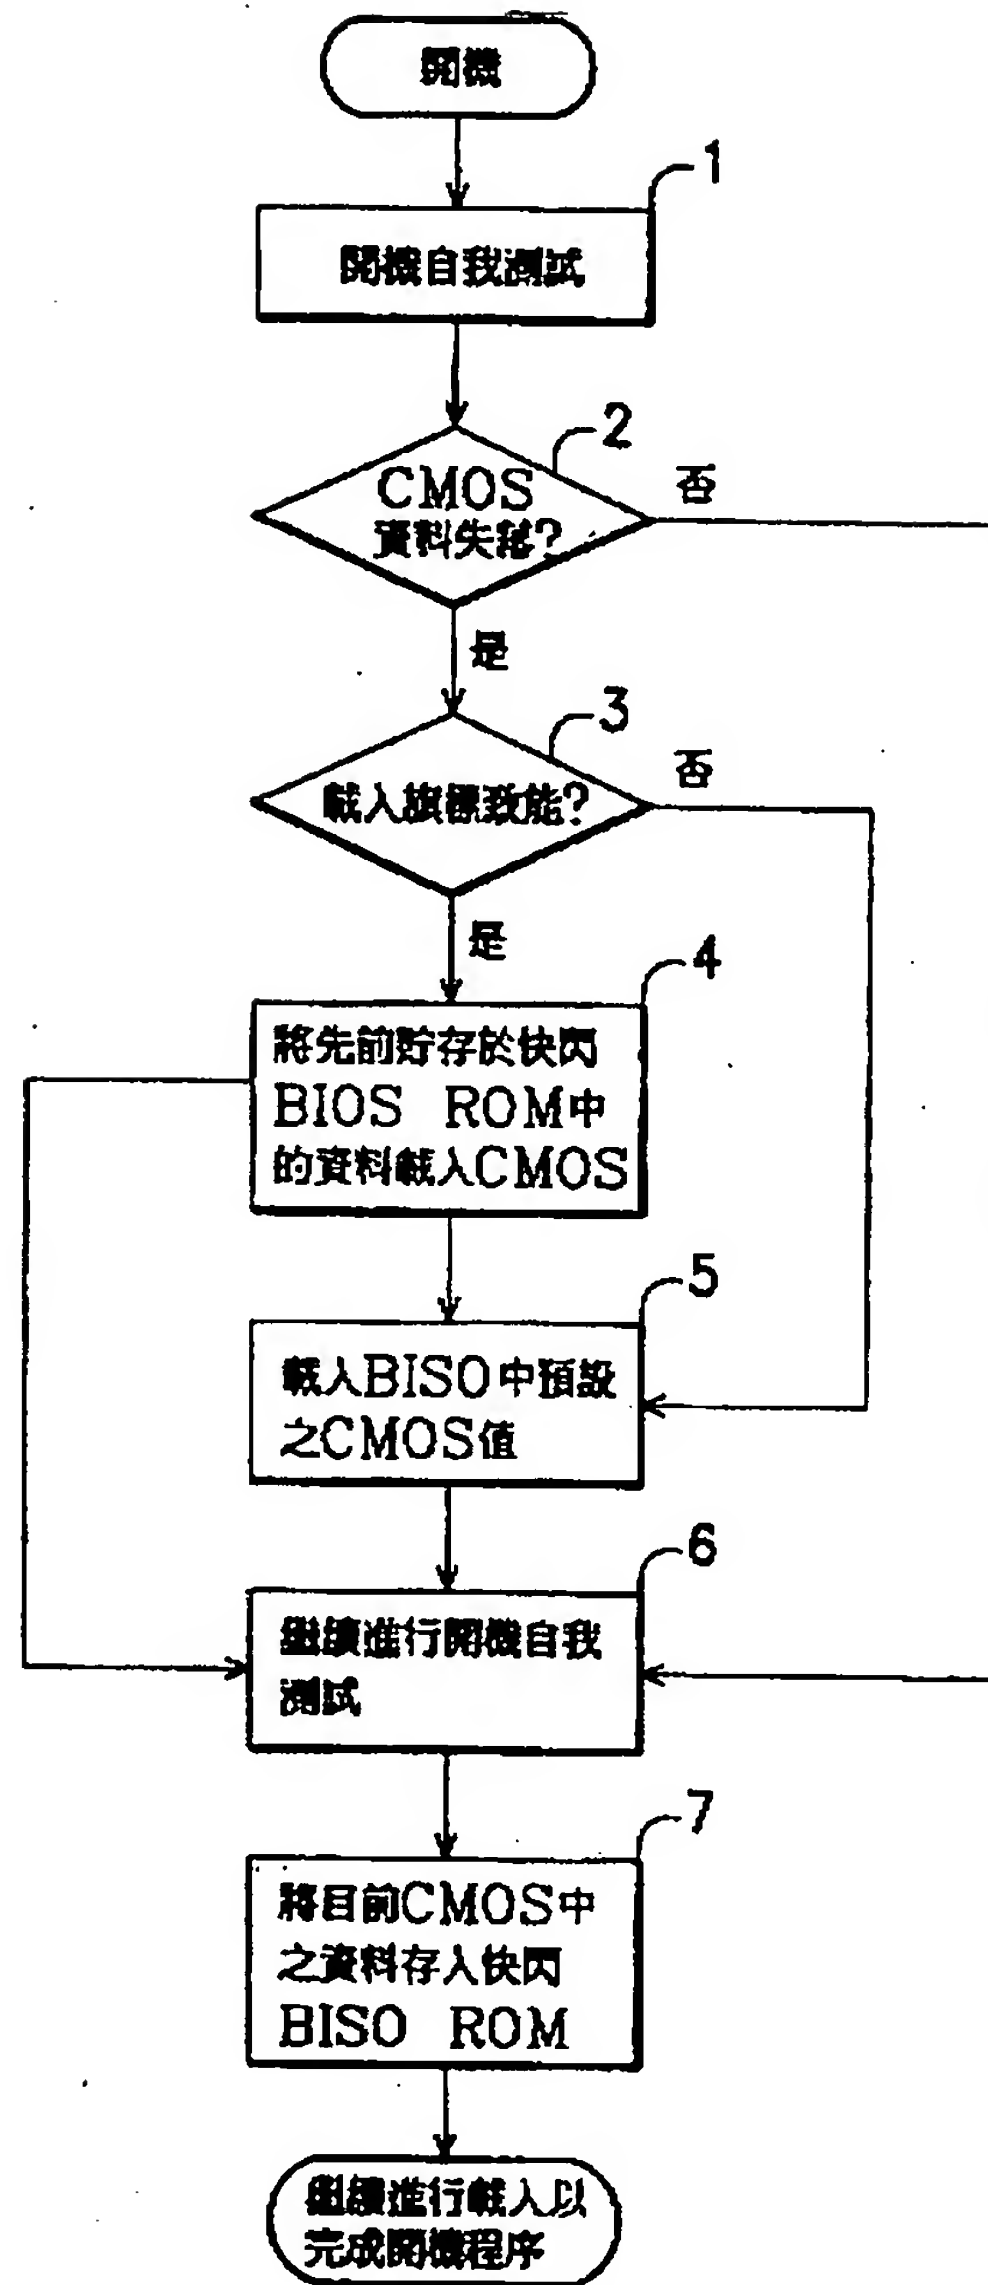 開機
1
開機自我測試
2
CMOS
資料失落?
否
是
3
載入旗標致能?
否
是
4
將先前貯存於快閃
BIOS ROM中
的資料載入CMOS
5
載入BISO中預設
之CMOS值
6
繼續進行開機自我
測試
7
將目前CMOS中
之資料存入快閃
BISO ROM
繼續進行載入以
完成開機程序